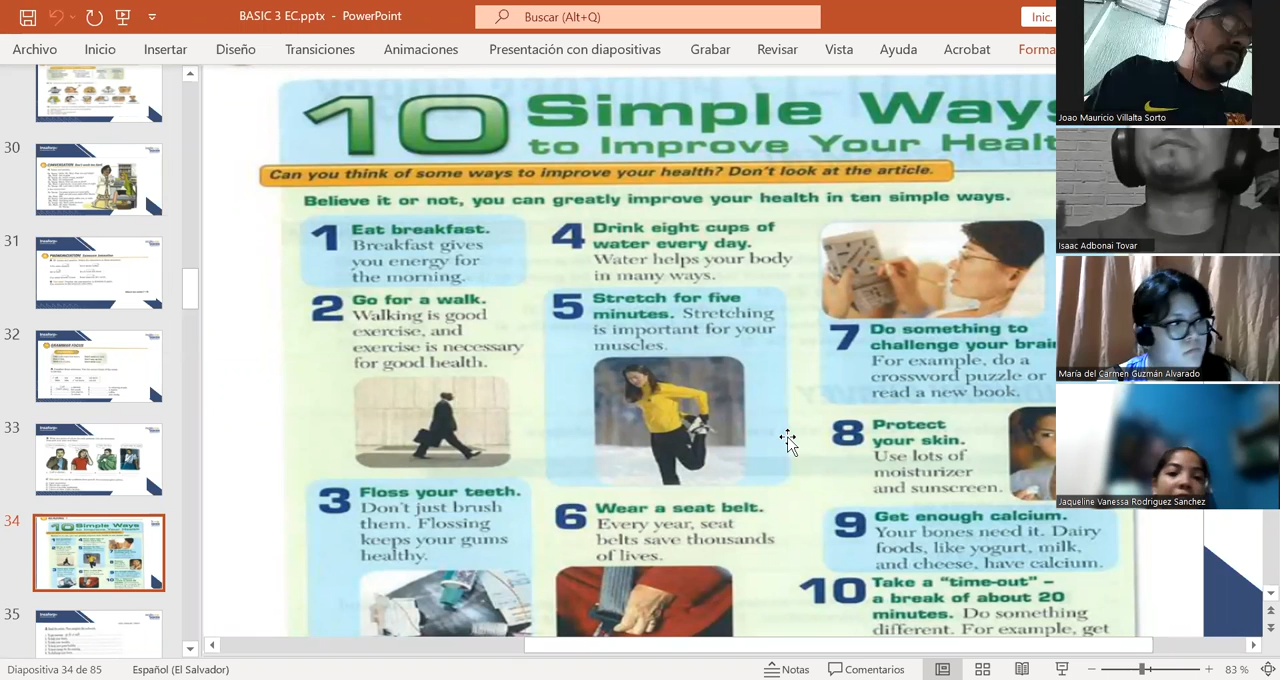 BASIC 3 EC.pptx - PowerPoint
Buscar (Alt+Q)
Inic.
Archivo Inicio Insertar Diseño Transiciones Animaciones Presentación con diapositivas Grabar Revisar Vista Ayuda Acrobat Forma
30
31
32
33
34
35
10 Simple Ways
to Improve Your Healt
Can you think of some ways to improve your health? Don't look at the article.
Believe it or not, you can greatly improve your health in ten simple ways.
1 Eat breakfast.
Breakfast gives
you energy for
the morning.
2 Go for a walk.
Walking is good
exercise, and
exercise is necessary
for good health.
3 Floss your teeth.
Don't just brush
them. Flossing
keeps your gums
healthy.
4 Drink eight cups of
water every day.
Water helps your body
in many ways.
5 Stretch for five
minutes. Stretching
is important for your
muscles.
6 Wear a seat belt.
Every year, seat
belts save thousands
of lives.
7 Do something to
challenge your brain
For example, do a
crossword puzzle or
read a new book.
8 Protect
your skin.
Use lots of
moisturizer
and sunscreen.
9 Get enough calcium.
Your bones need it. Dairy
foods, like yogurt, milk,
and cheese, have calcium.
10 Take a "time-out" –
a break of about 20
minutes. Do something
different. For example, get
Joao Mauricio Villalta Sorto
Isaac Adbonai Tovar
María del Carmen Guzmán Alvarado
Jaqueline Vanessa Rodriguez Sanchez
Diapositiva 34 de 85 Español (El Salvador) Notas Comentarios 83 %